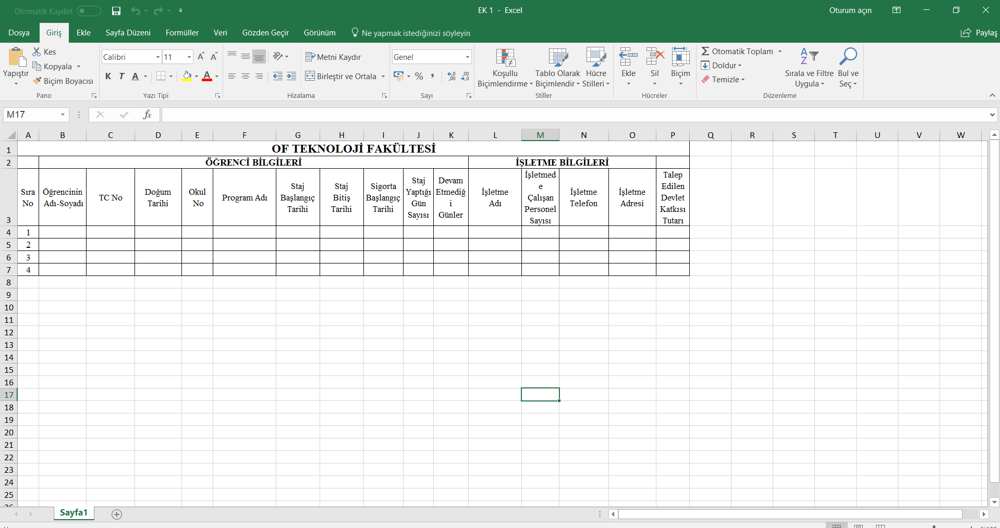 Otomatik Kaydet
EK 1 - Excel
Oturum açın
Dosya Giriş Ekle Sayfa Düzeni Formüller Veri Gözden Geçir Görünüm Ne yapmak istediğinizi söyleyin Paylaş
Yapıştır
Kes
Kopyala
Biçim Boyacısı
Pano
Calibri 11
K T A A
Yazı Tipi
Metni Kaydır
Birleştir ve Ortala
Hizalama
Genel
%
Sayı
Koşullu
Biçimlendirme
Tablo Olarak
Biçimlendir
Hücre
Stilleri
Stiller
Ekle Sil Biçim
Hücreler
Otomatik Toplam
Doldur
Temizle
Sırala ve Filtre
Uygula
Bul ve
Seç
Düzenleme
M17
fx
A B C D E F G H I J K L M N O P Q R S T U V W
1 OF TEKNOLOJİ FAKÜLTESİ
2 ÖĞRENCİ BİLGİLERİ İŞLETME BİLGİLERİ
3
Sıra
No
Öğrencinin
Adı-Soyadı
TC No
Doğum
Tarihi
Okul
No
Program Adı
Staj
Başlangıç
Tarihi
Staj
Bitiş
Tarihi
Sigorta
Başlangıç
Tarihi
Staj
Yaptığı
Gün
Sayısı
Devam
Etmediğ
i
Günler
İşletme
Adı
İşletmed
e
Çalışan
Personel
Sayısı
İşletme
Telefon
İşletme
Adresi
Talep
Edilen
Devlet
Katkısı
Tutarı
4 1
5 2
6 3
7 4
8
9
10
11
12
13
14
15
16
17
18
19
20
21
22
23
24
25
Sayfa1